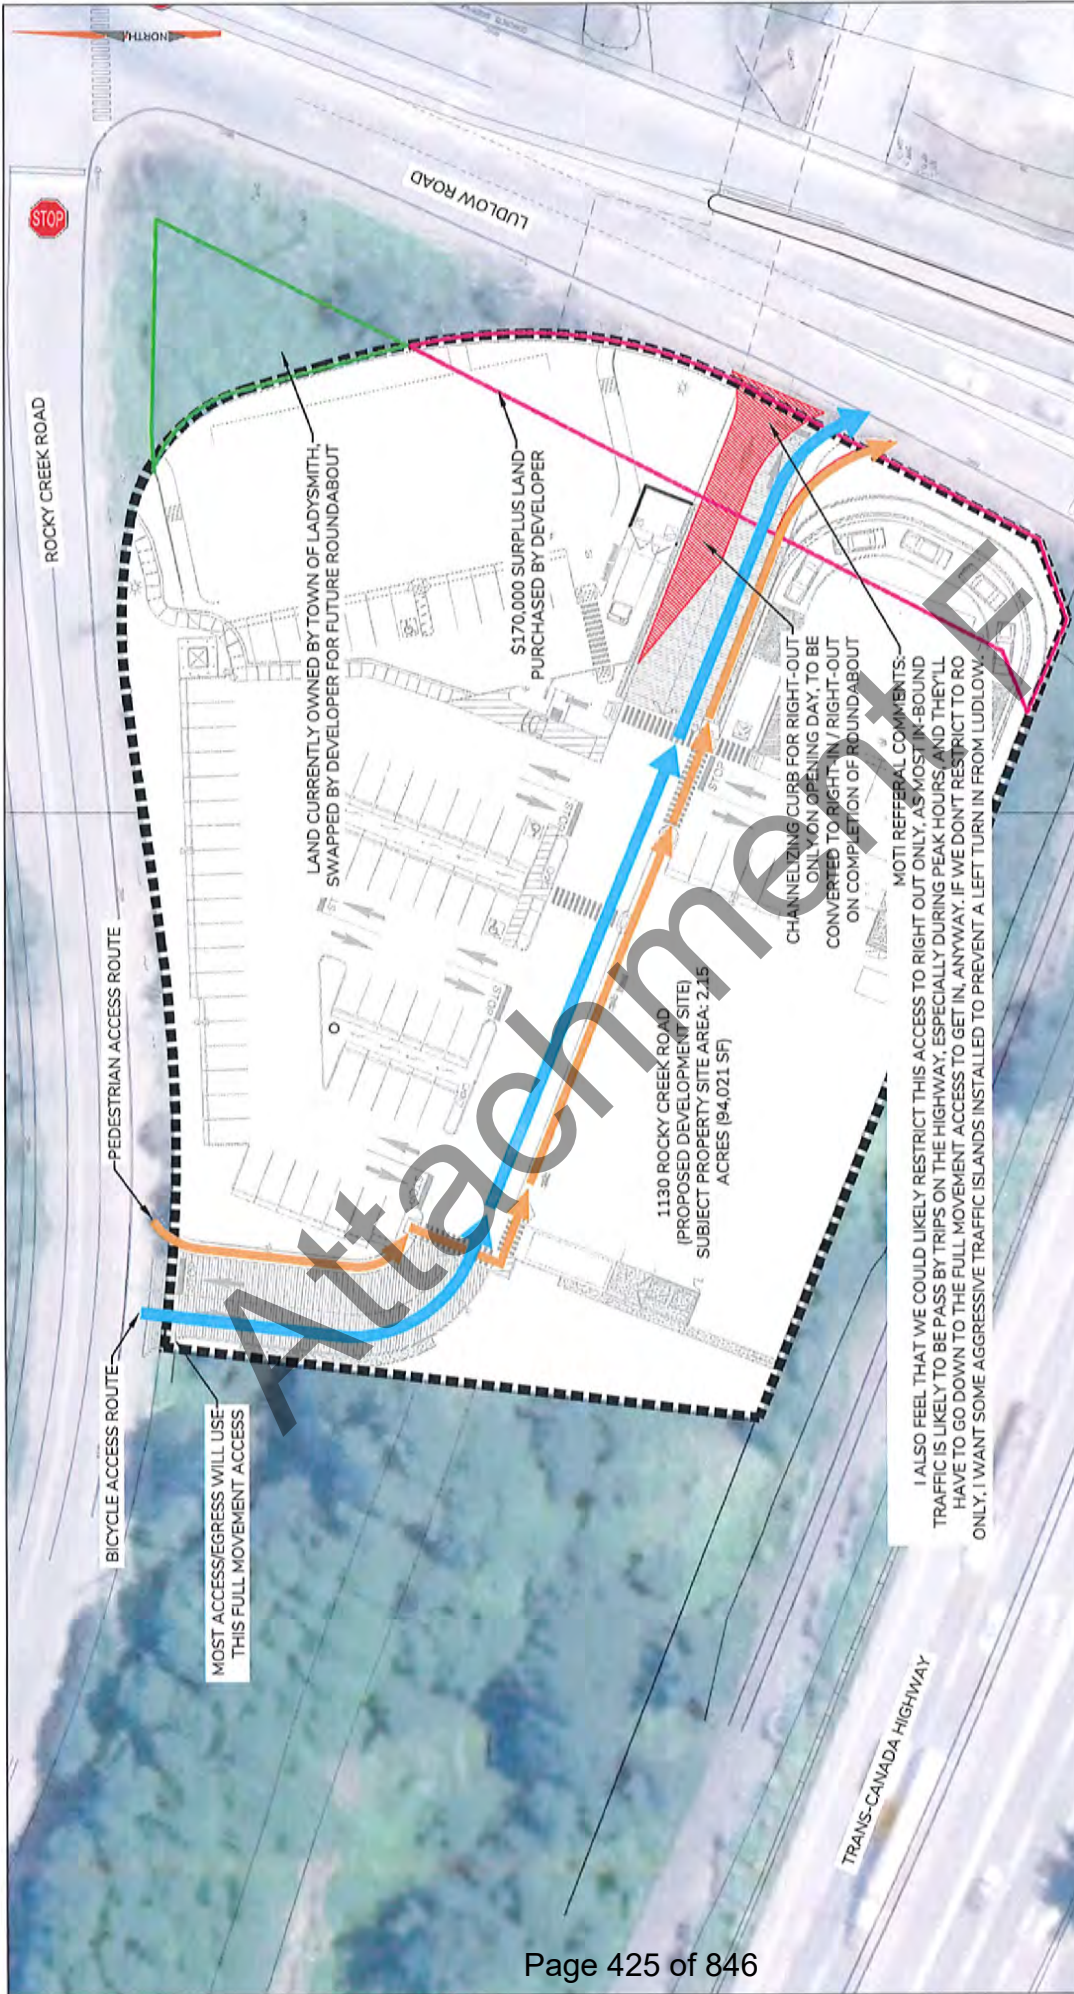 NORTH
STOP
ROCKY CREEK ROAD
LUDLOW ROAD
LAND CURRENTLY OWNED BY TOWN OF LADYSMITH,
SWAPPED BY DEVELOPER FOR FUTURE ROUNDABOUT
$170,000 SURPLUS LAND
PURCHASED BY DEVELOPER
PEDESTRIAN ACCESS ROUTE
BICYCLE ACCESS ROUTE
MOST ACCESS/EGRESS WILL USE
THIS FULL MOVEMENT ACCESS
CHANNELIZING CURB FOR RIGHT-OUT
ONLY ON OPENING DAY, TO BE
CONVERTED TO RIGHT-IN / RIGHT-OUT
ON COMPLETION OF ROUNDABOUT
1130 ROCKY CREEK ROAD
(PROPOSED DEVELOPMENT SITE)
SUBJECT PROPERTY SITE AREA: 2.15
ACRES (94,021 SF)
MOTI REFFERAL COMMENTS:
I ALSO FEEL THAT WE COULD LIKELY RESTRICT THIS ACCESS TO RIGHT OUT ONLY, AS MOST IN-BOUND
TRAFFIC IS LIKELY TO BE PASS BY TRIPS ON THE HIGHWAY, ESPECIALLY DURING PEAK HOURS, AND THEY'LL
HAVE TO GO DOWN TO THE FULL MOVEMENT ACCESS TO GET IN, ANYWAY. IF WE DON'T RESTRICT TO RO
ONLY, I WANT SOME AGGRESSIVE TRAFFIC ISLANDS INSTALLED TO PREVENT A LEFT TURN IN FROM LUDLOW.
TRANS-CANADA HIGHWAY
STOP
STOP
STOP
ST
Attachment E
Page 425 of 846